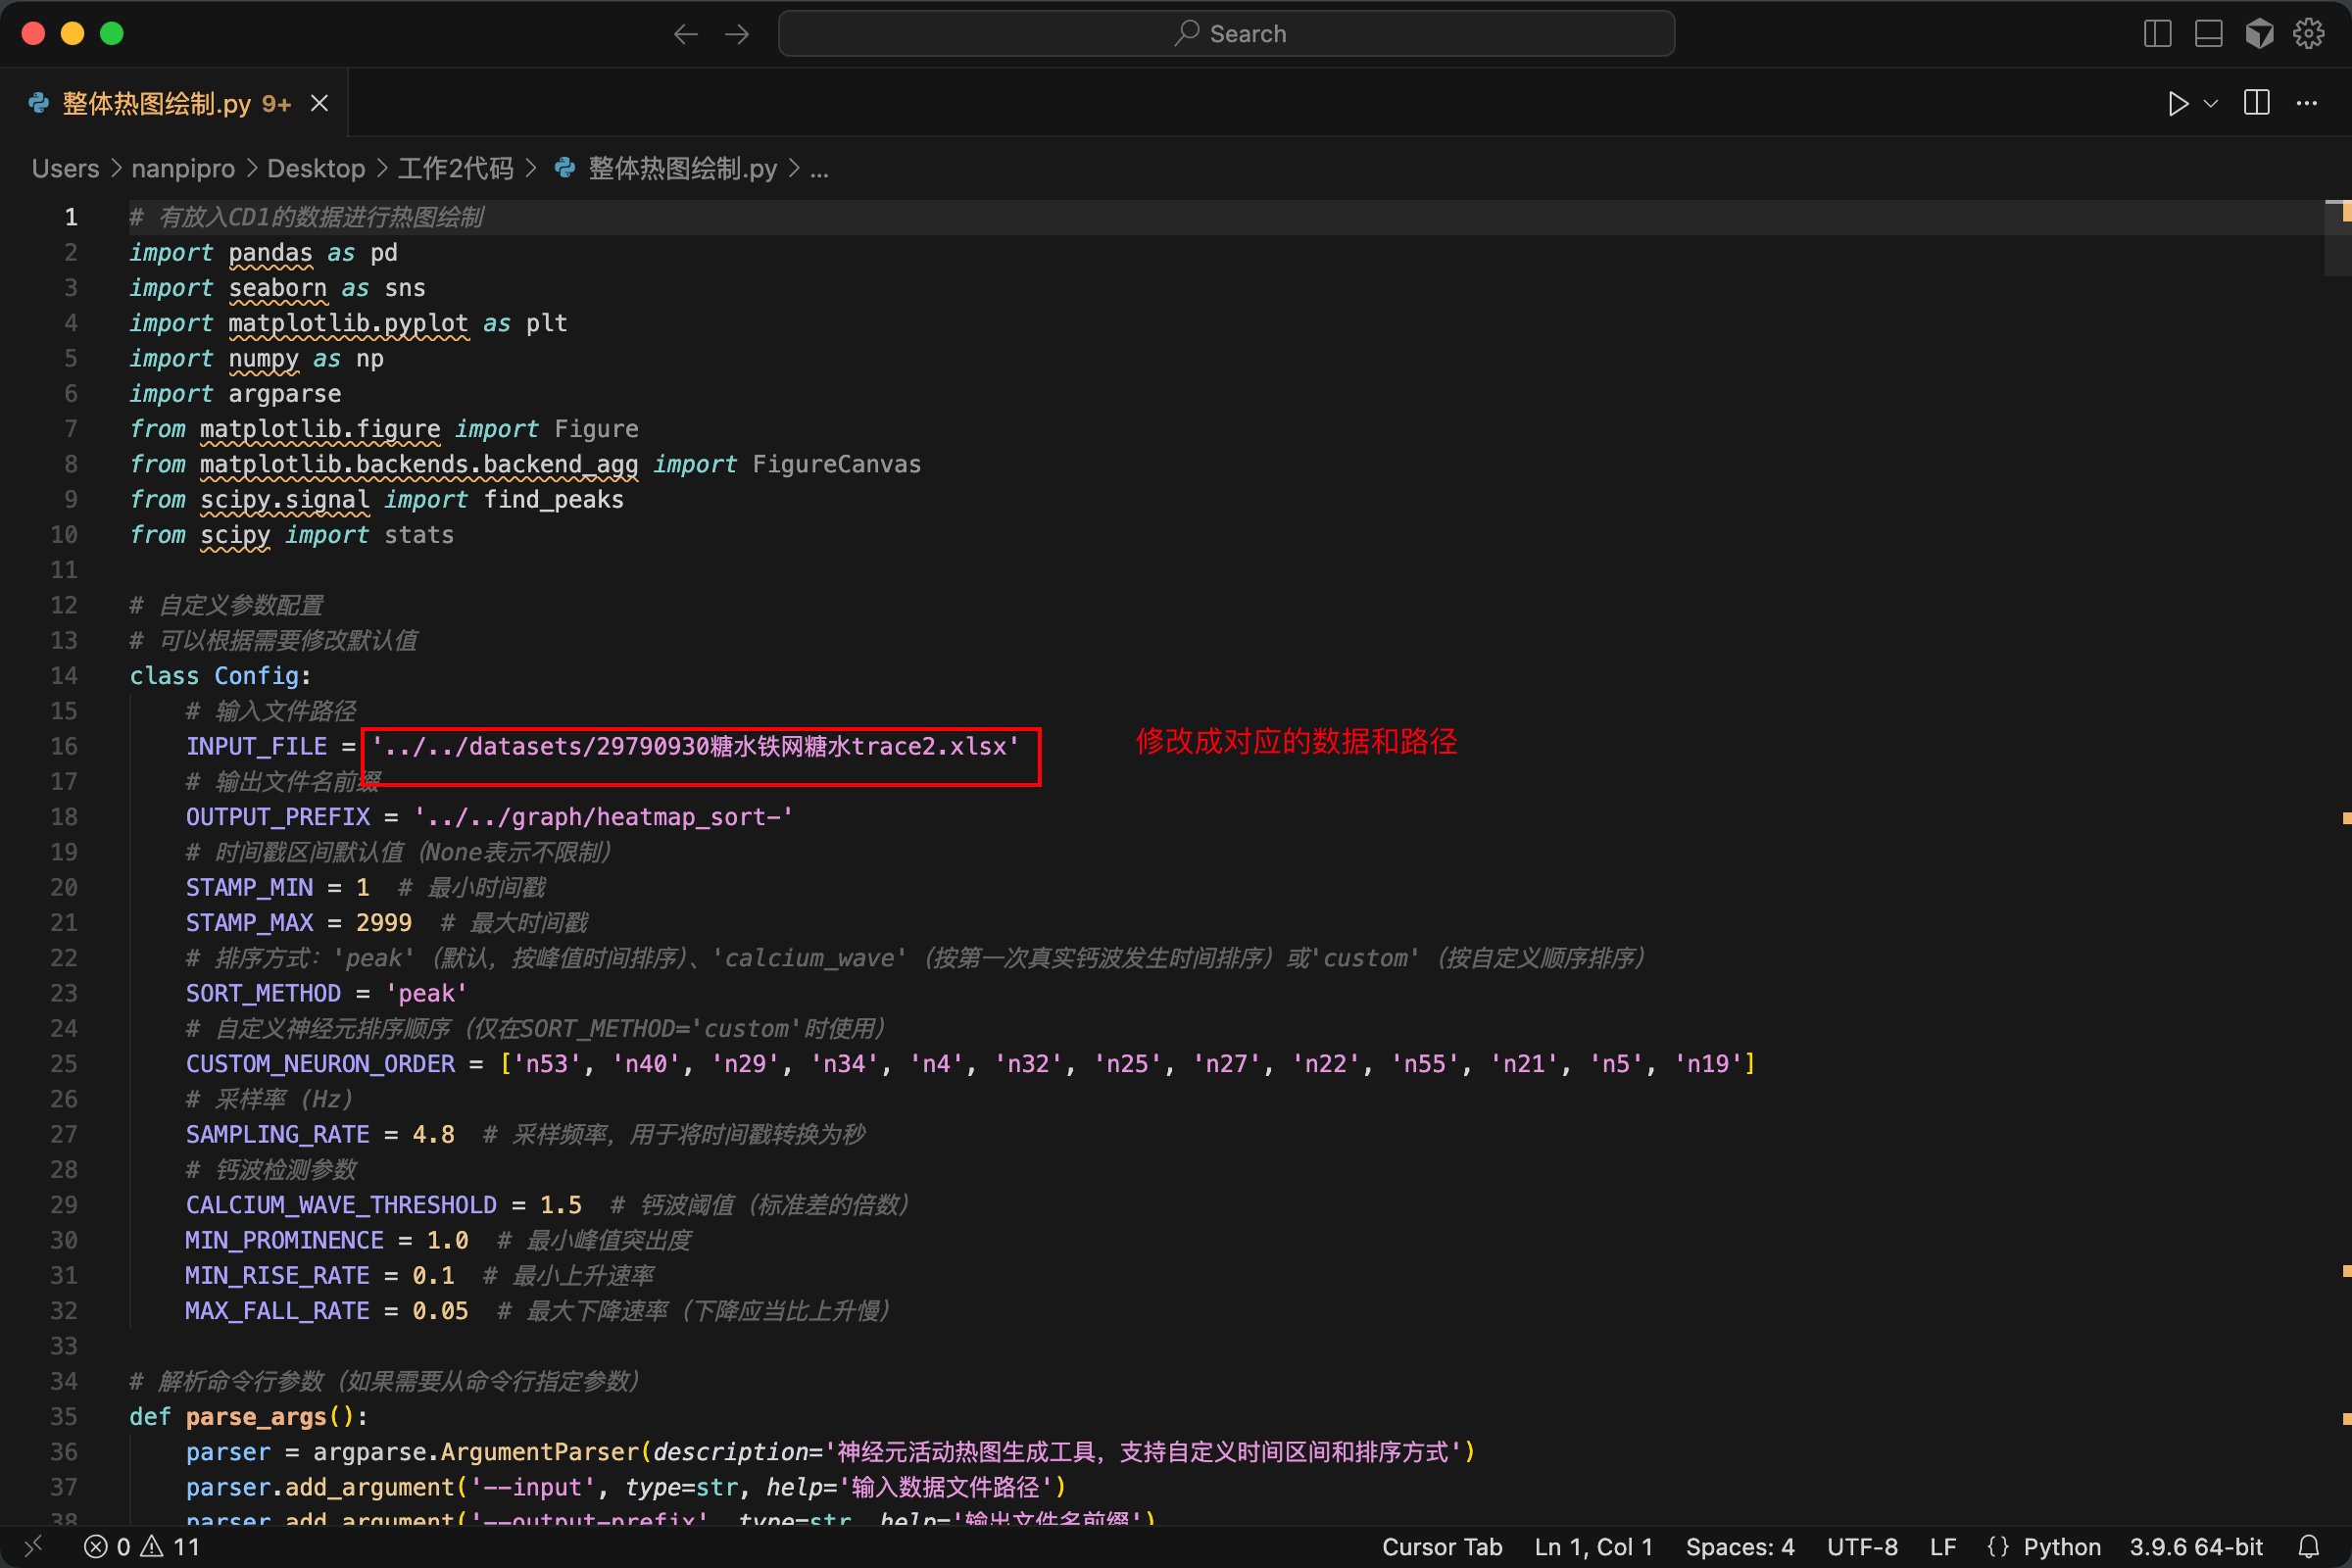 Search
整体热图绘制.py 9+
Users > nanpipro > Desktop > 工作2代码 > 整体热图绘制.py > ...
1 # 有放入CD1的数据进行热图绘制
2 import pandas as pd
3 import seaborn as sns
4 import matplotlib.pyplot as plt
5 import numpy as np
6 import argparse
7 from matplotlib.figure import Figure
8 from matplotlib.backends.backend_agg import FigureCanvas
9 from scipy.signal import find_peaks
10 from scipy import stats
11
12 # 自定义参数配置
13 # 可以根据需要修改默认值
14 class Config:
15 # 输入文件路径
16 INPUT_FILE = '../../datasets/29790930糖水铁网糖水trace2.xlsx'
修改成对应的数据和路径
17 # 输出文件名前缀
18 OUTPUT_PREFIX = '../../graph/heatmap_sort-'
19 # 时间戳区间默认值（None表示不限制）
20 STAMP_MIN = 1 # 最小时间戳
21 STAMP_MAX = 2999 # 最大时间戳
22 # 排序方式：'peak'（默认，按峰值时间排序）、'calcium_wave'（按第一次真实钙波发生时间排序）或'custom'（按自定义顺序排序）
23 SORT_METHOD = 'peak'
24 # 自定义神经元排序顺序（仅在SORT_METHOD='custom'时使用）
25 CUSTOM_NEURON_ORDER = ['n53', 'n40', 'n29', 'n34', 'n4', 'n32', 'n25', 'n27', 'n22', 'n55', 'n21', 'n5', 'n19']
26 # 采样率 (Hz)
27 SAMPLING_RATE = 4.8 # 采样频率，用于将时间戳转换为秒
28 # 钙波检测参数
29 CALCIUM_WAVE_THRESHOLD = 1.5 # 钙波阈值（标准差的倍数）
30 MIN_PROMINENCE = 1.0 # 最小峰值突出度
31 MIN_RISE_RATE = 0.1 # 最小上升速率
32 MAX_FALL_RATE = 0.05 # 最大下降速率（下降应当比上升慢）
33
34 # 解析命令行参数（如果需要从命令行指定参数）
35 def parse_args():
36 parser = argparse.ArgumentParser(description='神经元活动热图生成工具，支持自定义时间区间和排序方式')
37 parser.add_argument('--input', type=str, help='输入数据文件路径')
38 parser.add_argument('--output-prefix', type=str, help='输出文件名前缀')
0 11 Cursor Tab Ln 1, Col 1 Spaces: 4 UTF-8 LF {} Python 3.9.6 64-bit